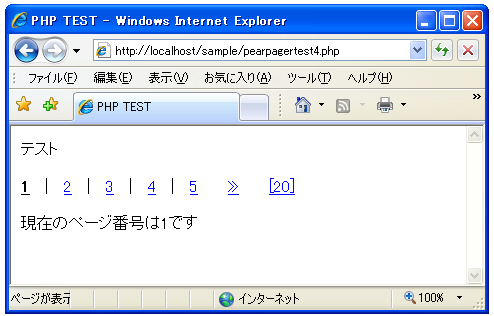 PHP TEST - Windows Internet Explorer
http://localhost/sample/pearpagertest4.php
ファイル(F) 編集(E) 表示(V) お気に入り(A) ツール(T) ヘルプ(H)
PHP TEST
テスト
1 | 2 | 3 | 4 | 5 ≫ [20]
現在のページ番号は1です
ページが表示 インターネット 100%